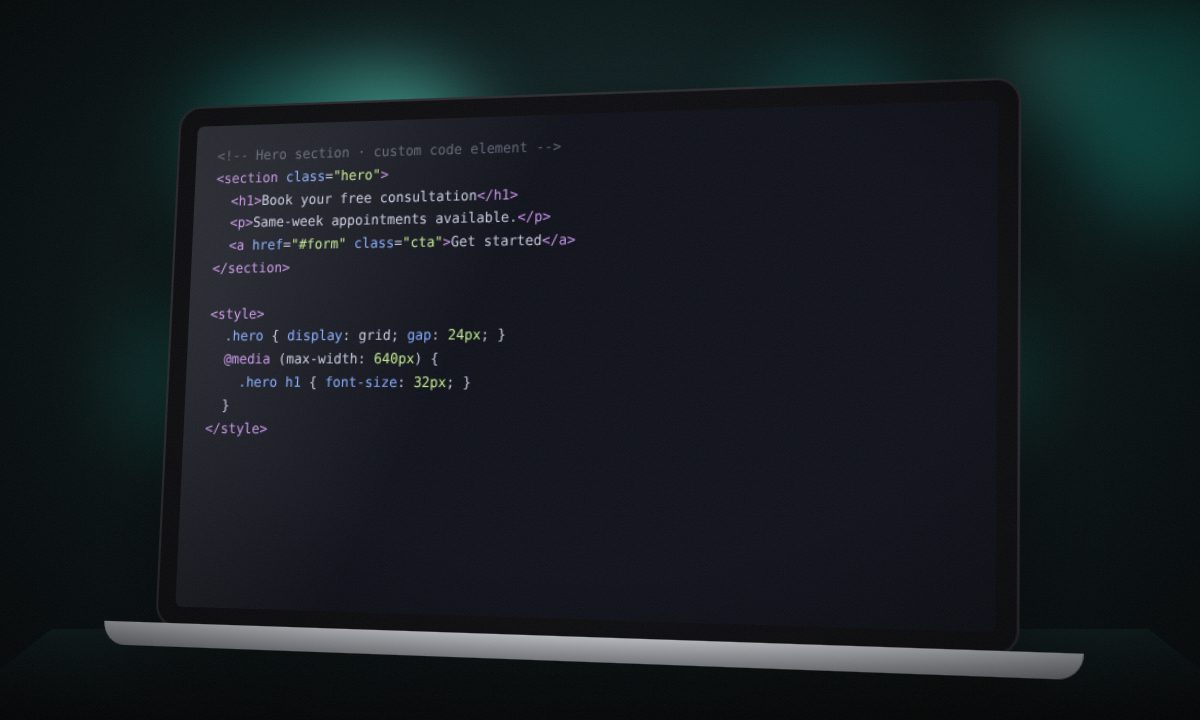 <!-- Hero section · custom code element -->
<section class="hero">
<h1>Book your free consultation</h1>
<p>Same-week appointments available.</p>
<a href="#form" class="cta">Get started</a>
</section>
<style>
.hero { display: grid; gap: 24px; }
@media (max-width: 640px) {
.hero h1 { font-size: 32px; }
}
</style>